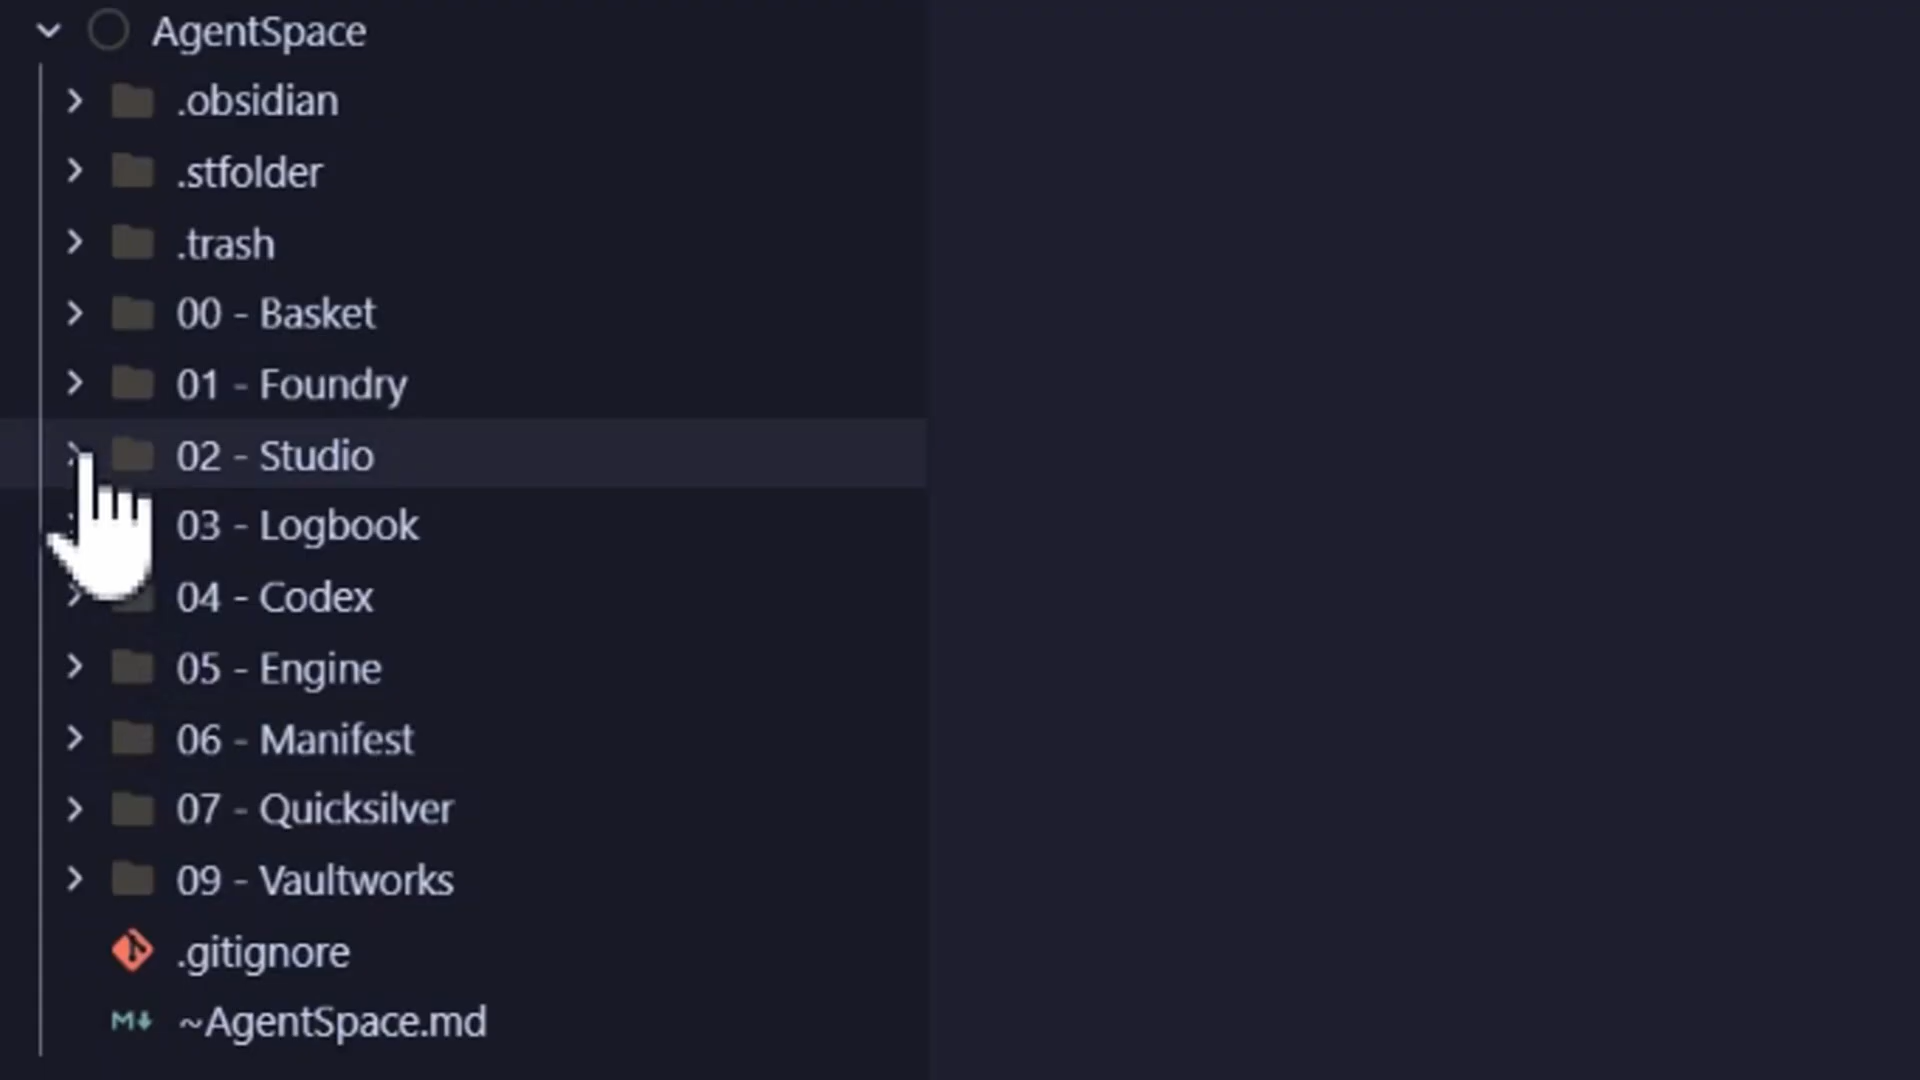 AgentSpace
.obsidian
.stfolder
.trash
00 - Basket
01 - Foundry
02 - Studio
03 - Logbook
04 - Codex
05 - Engine
06 - Manifest
07 - Quicksilver
09 - Vaultworks
.gitignore
M↓ ~AgentSpace.md